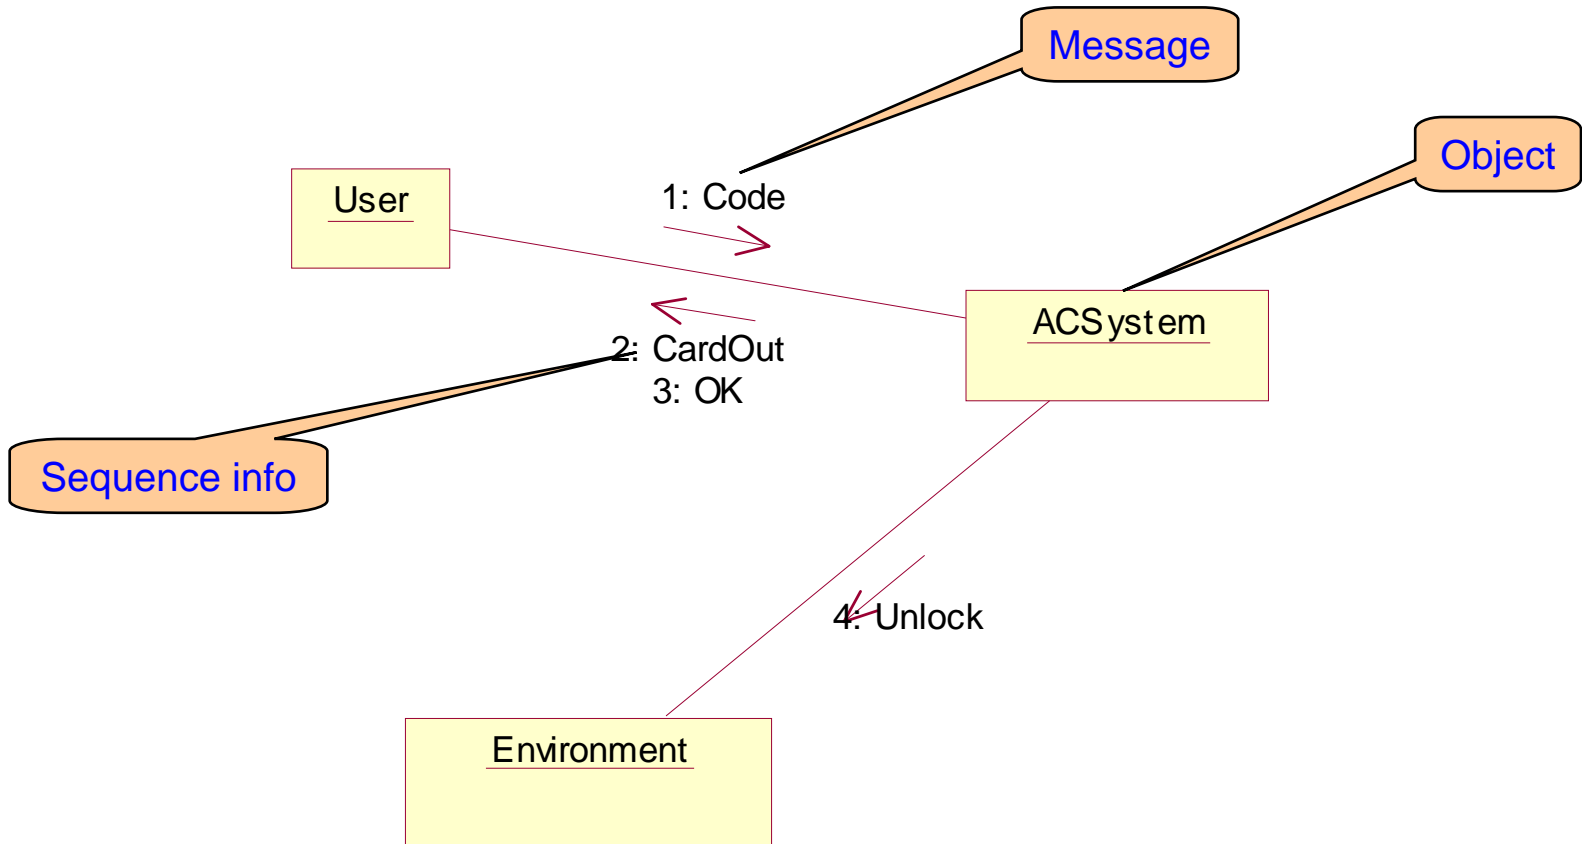 Message
Object
User
1: Code
ACSystem
2: CardOut
3: OK
Sequence info
4: Unlock
Environment